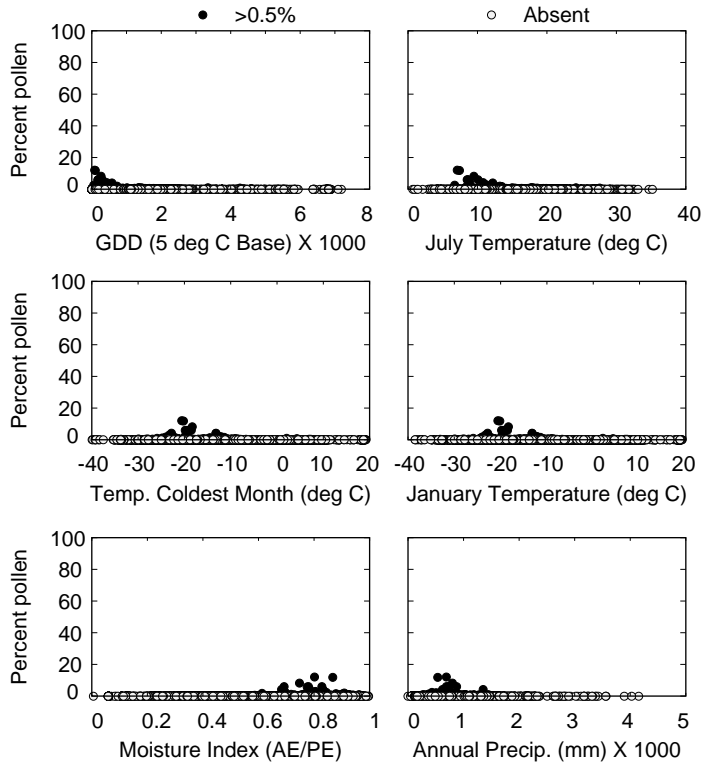 >0.5% Absent
100 80 60 40 20 0
Percent pollen
0 2 4 6 8
GDD (5 deg C Base) X 1000
0 10 20 30 40
July Temperature (deg C)
100 80 60 40 20 0
Percent pollen
-40 -30 -20 -10 0 10 20
Temp. Coldest Month (deg C)
-40 -30 -20 -10 0 10 20
January Temperature (deg C)
100 80 60 40 20 0
Percent pollen
0 0.2 0.4 0.6 0.8 1
Moisture Index (AE/PE)
0 1 2 3 4 5
Annual Precip. (mm) X 1000